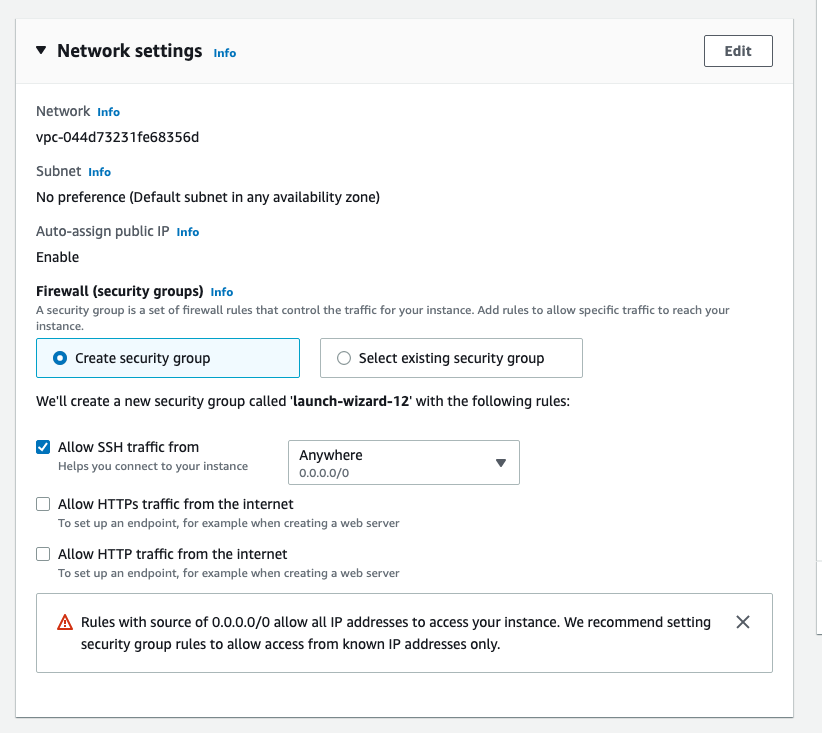 Network settings Info
Edit
Network Info
vpc-044d73231fe68356d
Subnet Info
No preference (Default subnet in any availability zone)
Auto-assign public IP Info
Enable
Firewall (security groups) Info
A security group is a set of firewall rules that control the traffic for your instance. Add rules to allow specific traffic to reach your
instance.
Create security group
Select existing security group
We'll create a new security group called 'launch-wizard-12' with the following rules:
Allow SSH traffic from
Helps you connect to your instance
Anywhere
0.0.0.0/0
Allow HTTPs traffic from the internet
To set up an endpoint, for example when creating a web server
Allow HTTP traffic from the internet
To set up an endpoint, for example when creating a web server
Rules with source of 0.0.0.0/0 allow all IP addresses to access your instance. We recommend setting
security group rules to allow access from known IP addresses only.